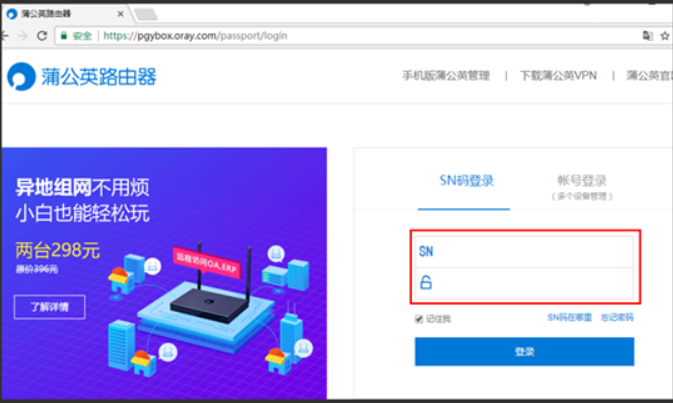 蒲公英路由器
安全 | https://pgybox.oray.com/passport/login
蒲公英路由器
手机版蒲公英管理 | 下载蒲公英VPN | 蒲公英官
异地组网不用烦
小白也能轻松玩
两台298元
原价396元
了解详情
远程访问OA,ERP
SN码登录
帐号登录
(多个设备管理)
SN
记住我
SN码在哪里 忘记密码
登录